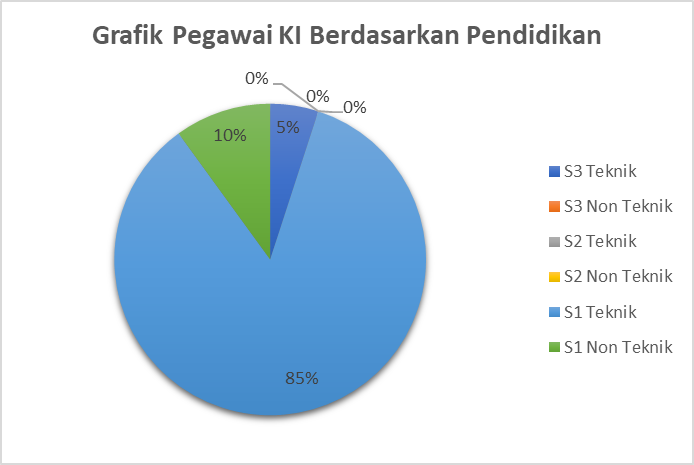 Grafik Pegawai KI Berdasarkan Pendidikan
0%
0%
0%
5%
10%
85%
S3 Teknik
S3 Non Teknik
S2 Teknik
S2 Non Teknik
S1 Teknik
S1 Non Teknik